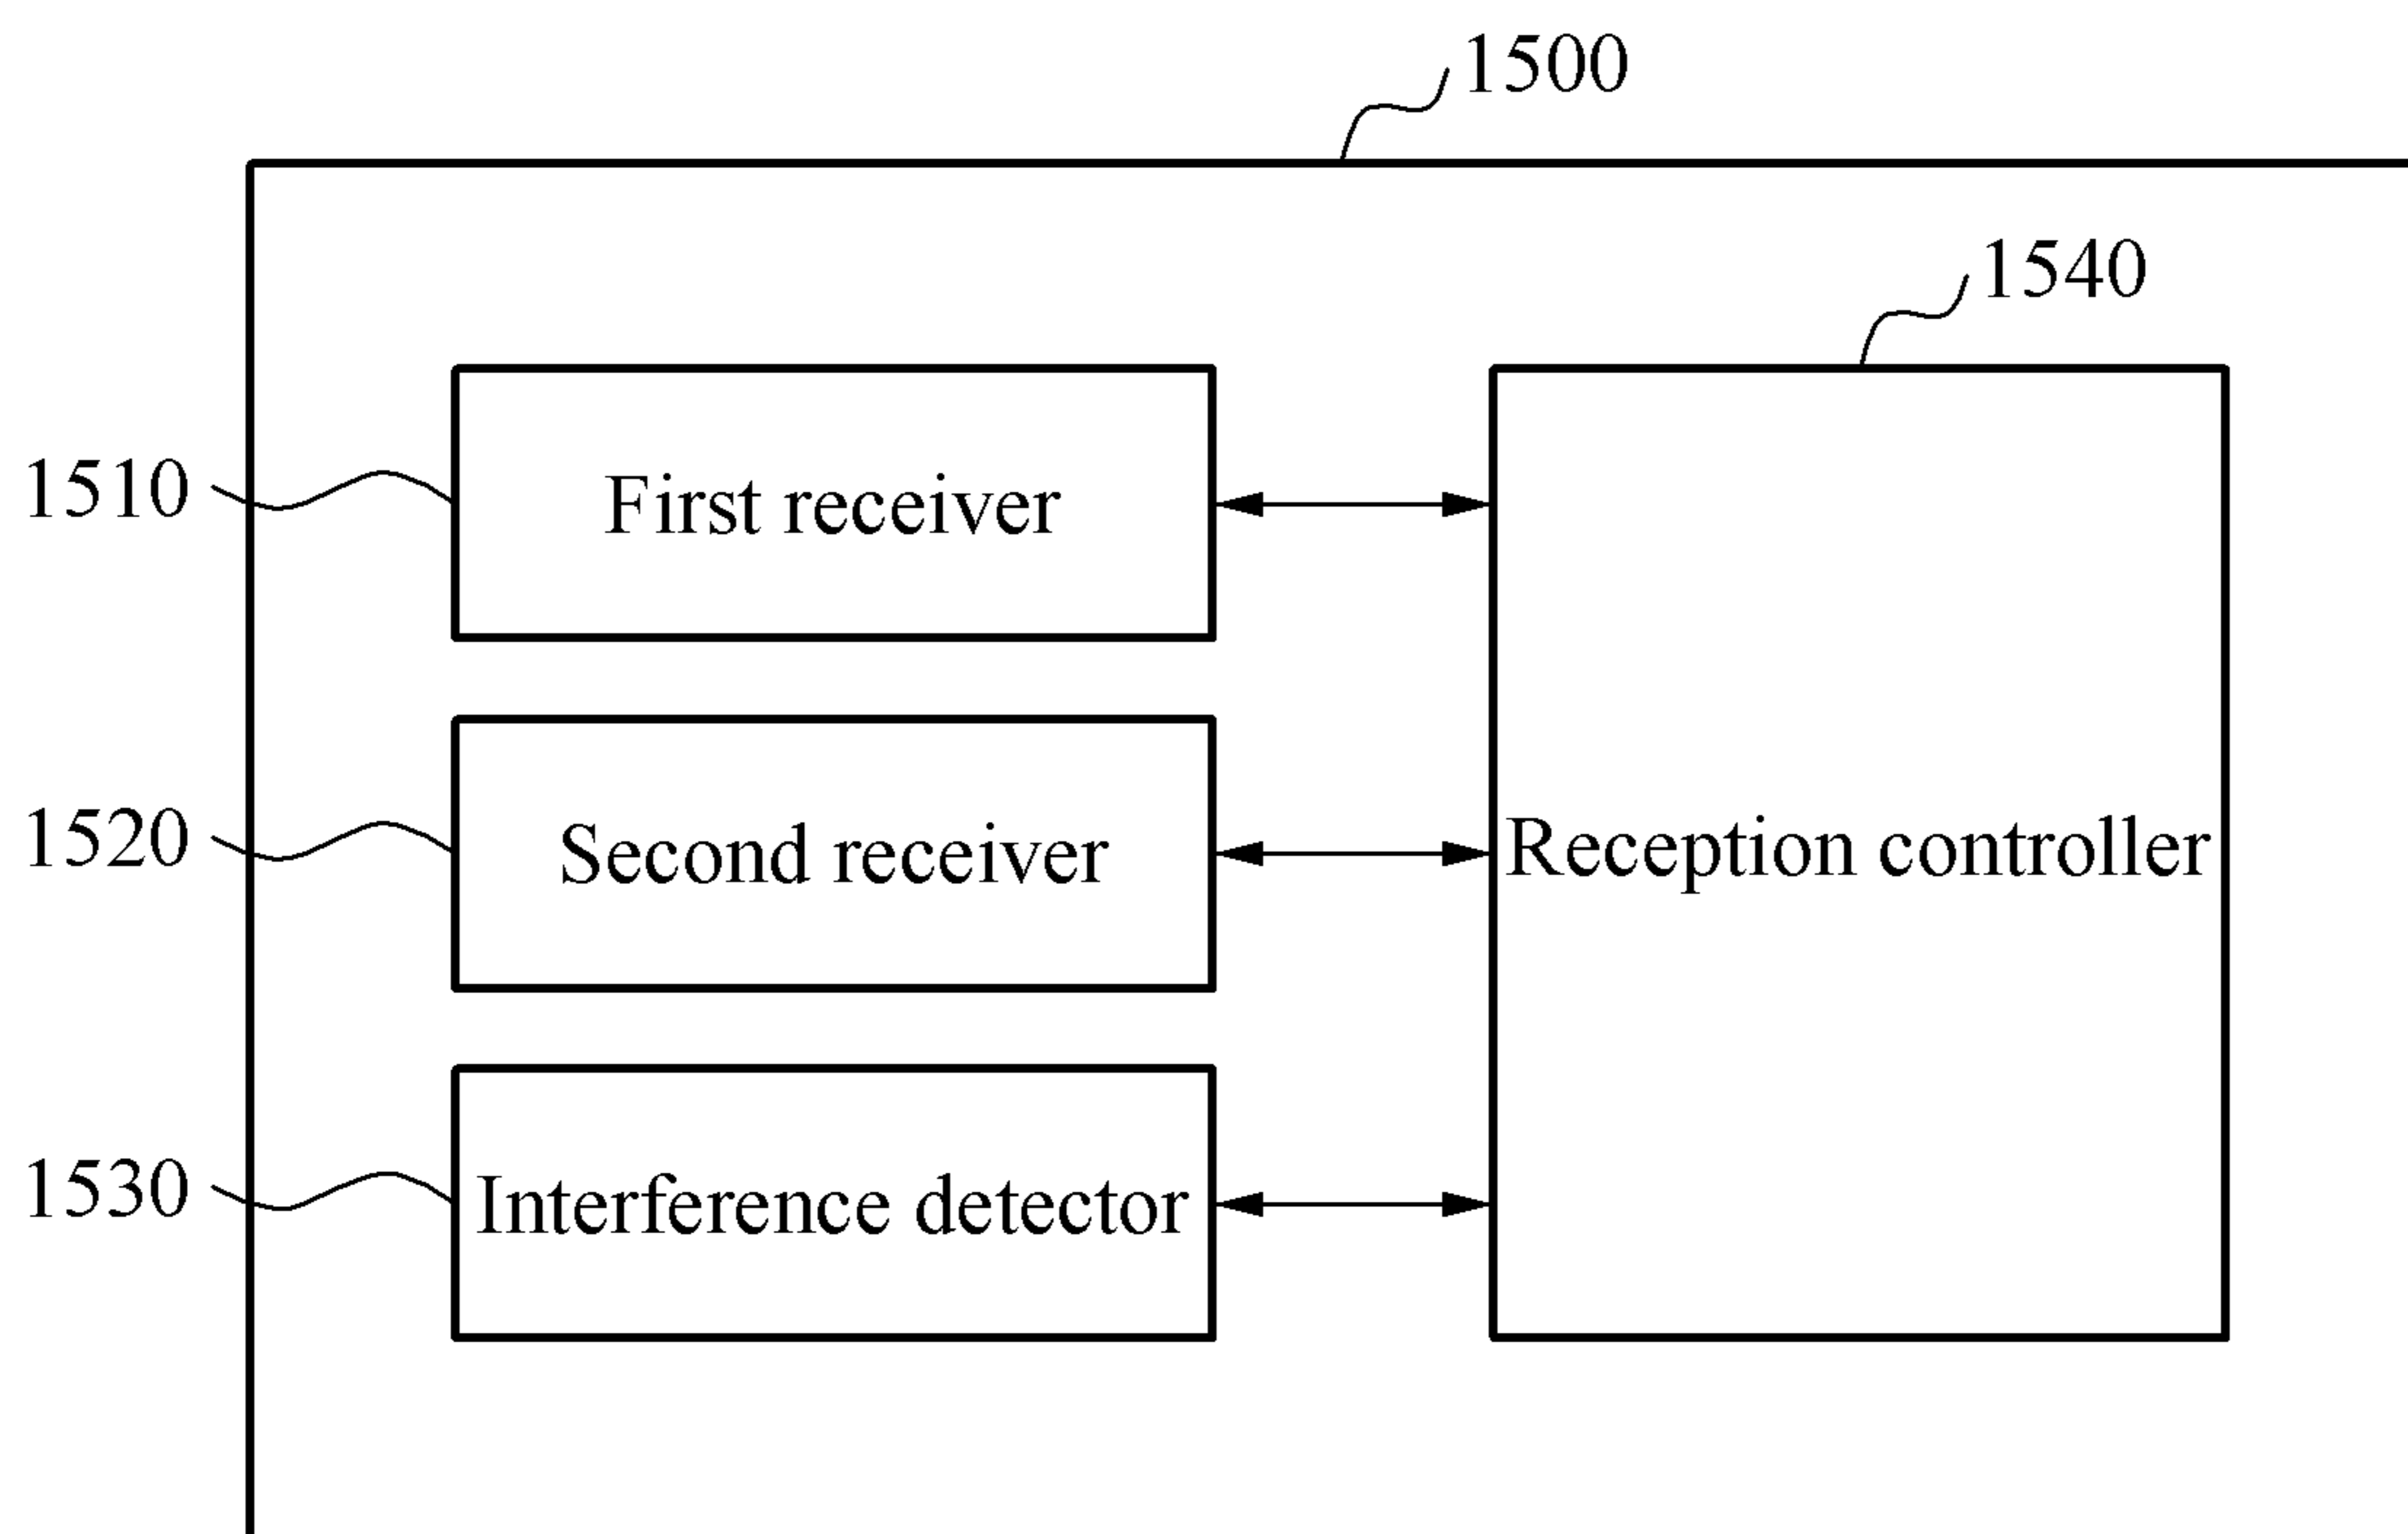 1500
1540
1510
First receiver
1520
Second receiver
Reception controller
1530
Interference detector